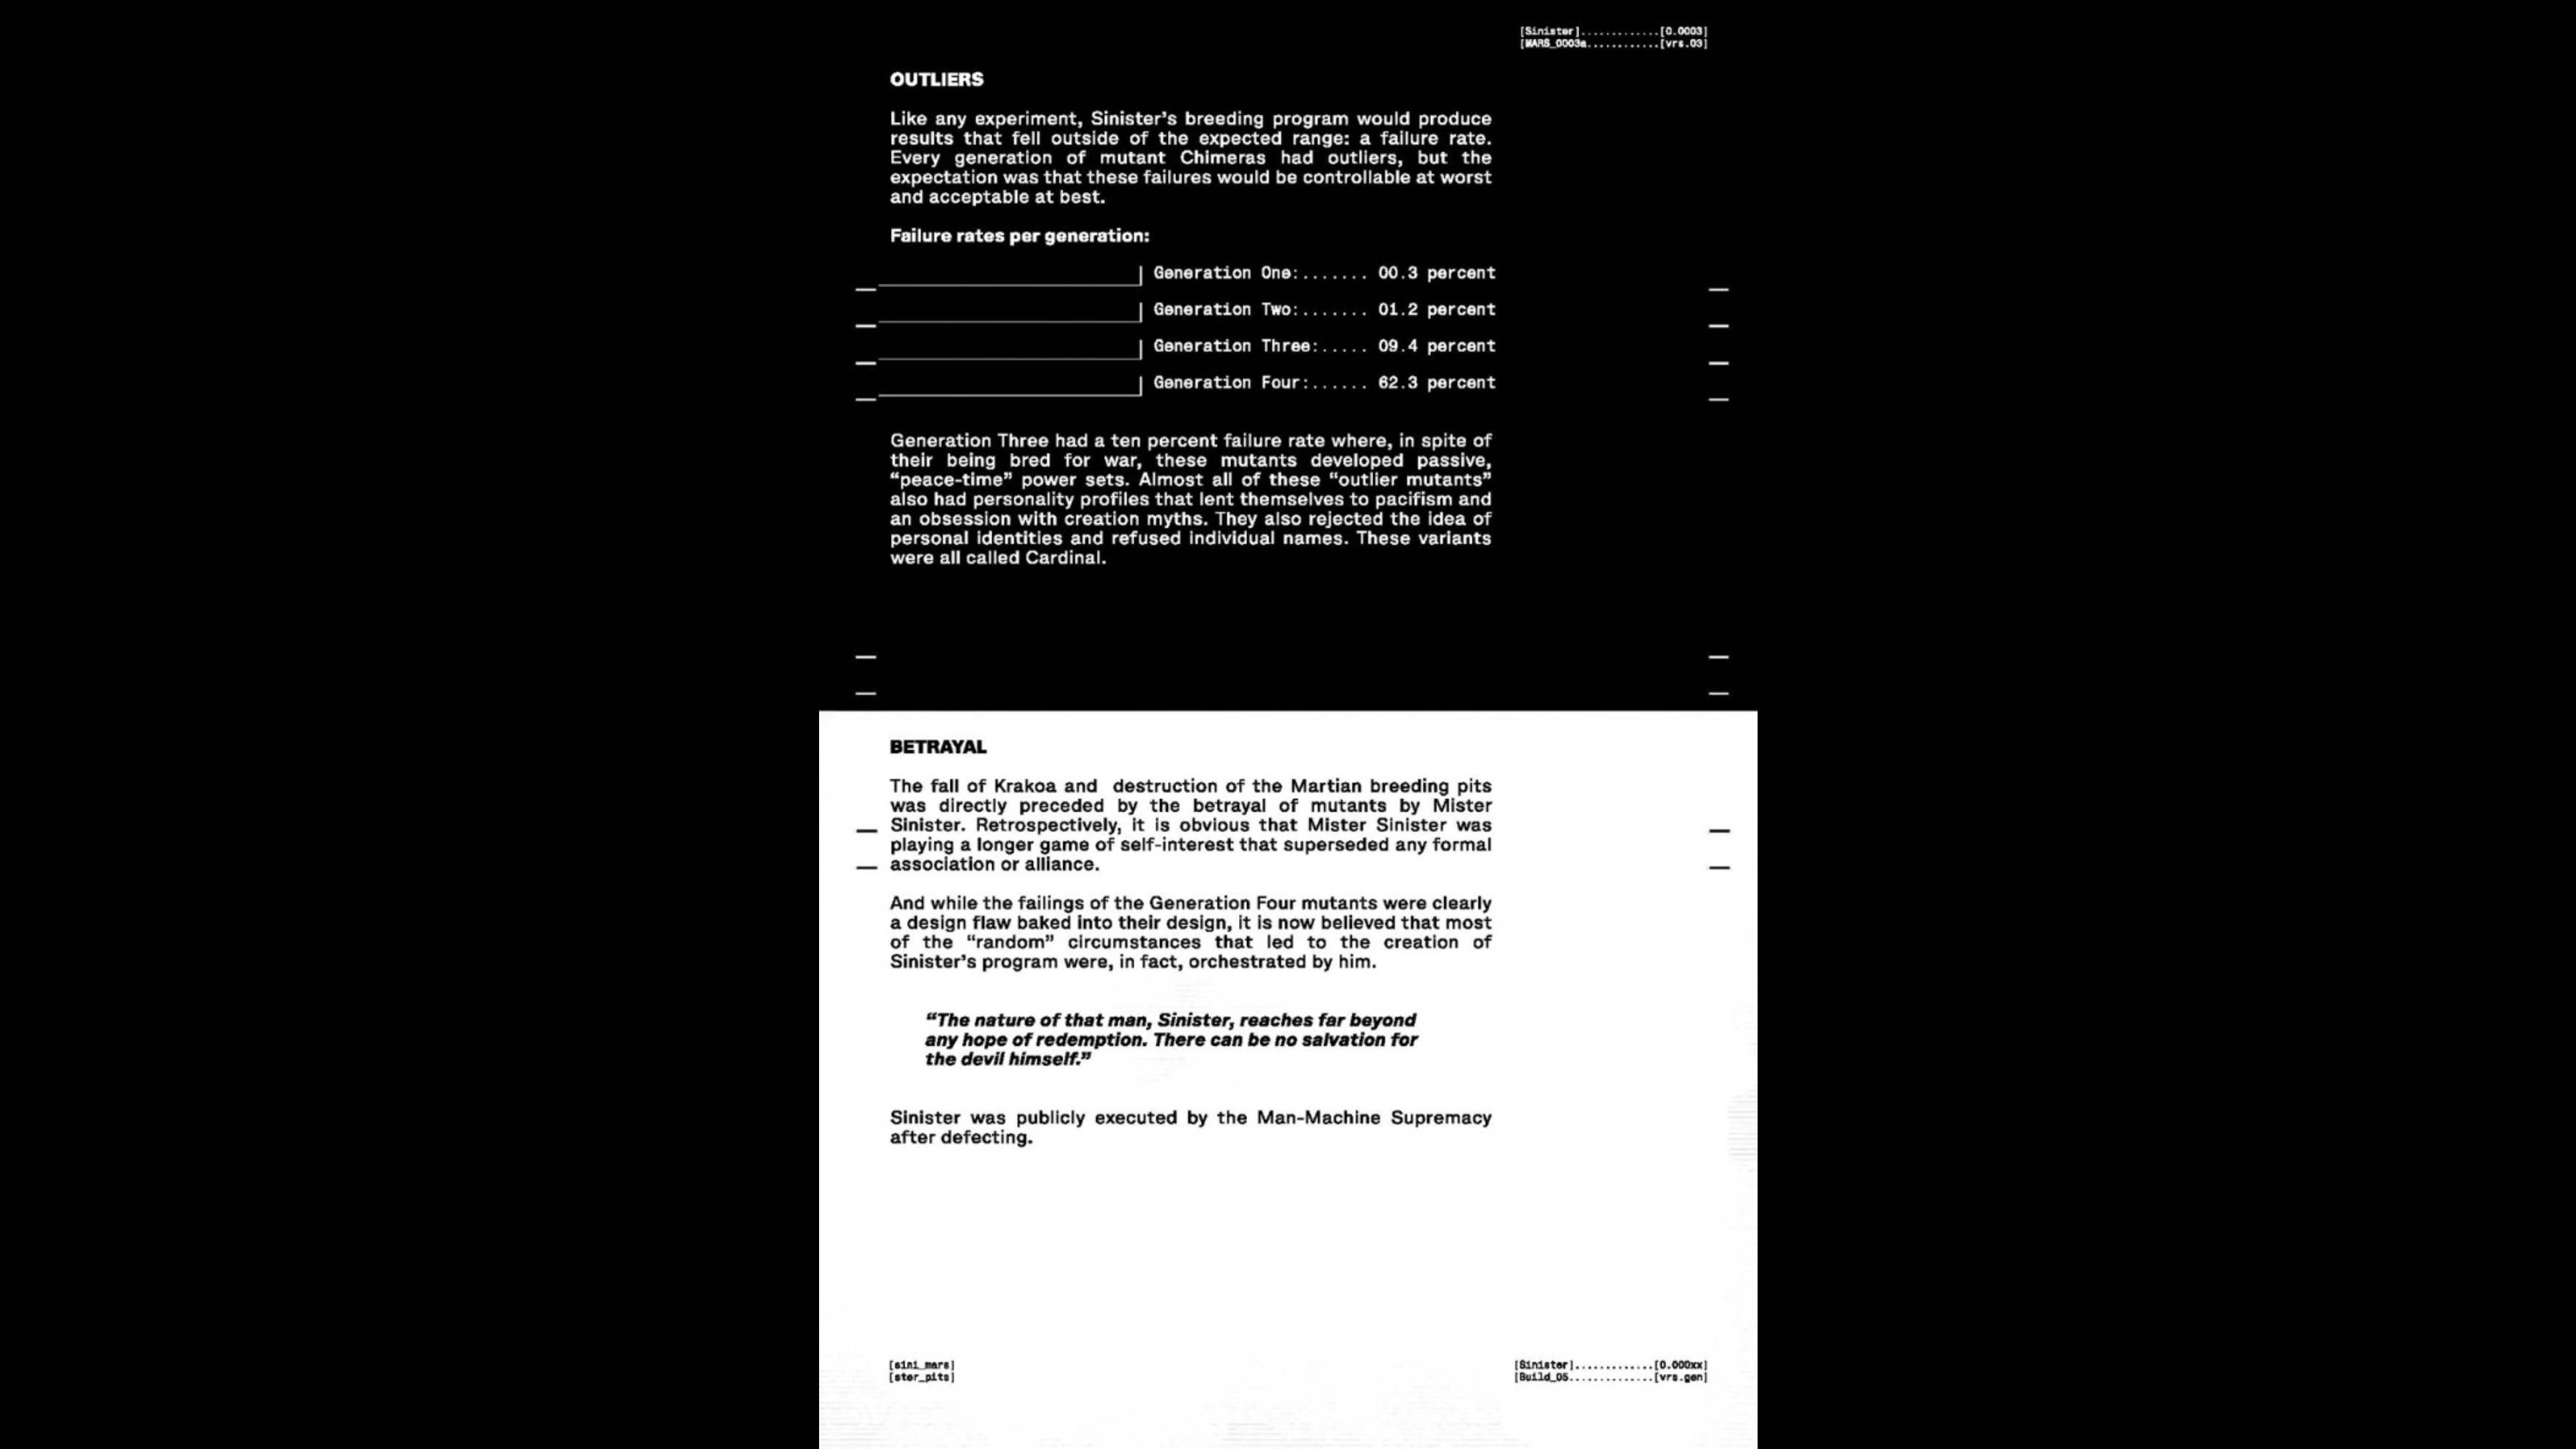 [Sinister].............[0.0003]
[MARS_0003a............[vrs.03]
OUTLIERS
Like any experiment, Sinister's breeding program would produce
results that fell outside of the expected range: a failure rate.
Every generation of mutant Chimeras had outliers, but the
expectation was that these failures would be controllable at worst
and acceptable at best.
Failure rates per generation:
Generation One:....... 00.3 percent
Generation Two:....... 01.2 percent
Generation Three:..... 09.4 percent
Generation Four:...... 62.3 percent
Generation Three had a ten percent failure rate where, in spite of
their being bred for war, these mutants developed passive,
“peace-time” power sets. Almost all of these “outlier mutants”
also had personality profiles that lent themselves to pacifism and
an obsession with creation myths. They also rejected the idea of
personal identities and refused individual names. These variants
were all called Cardinal.
BETRAYAL
The fall of Krakoa and destruction of the Martian breeding pits
was directly preceded by the betrayal of mutants by Mister
Sinister. Retrospectively, it is obvious that Mister Sinister was
playing a longer game of self-interest that superseded any formal
association or alliance.
And while the failings of the Generation Four mutants were clearly
a design flaw baked into their design, it is now believed that most
of the “random” circumstances that led to the creation of
Sinister's program were, in fact, orchestrated by him.
“The nature of that man, Sinister, reaches far beyond
any hope of redemption. There can be no salvation for
the devil himself.”
Sinister was publicly executed by the Man-Machine Supremacy
after defecting.
[sini_mars]
[ster_pits]
[Sinister].............[0.000xx]
[Build_05..............[vrs.gen]